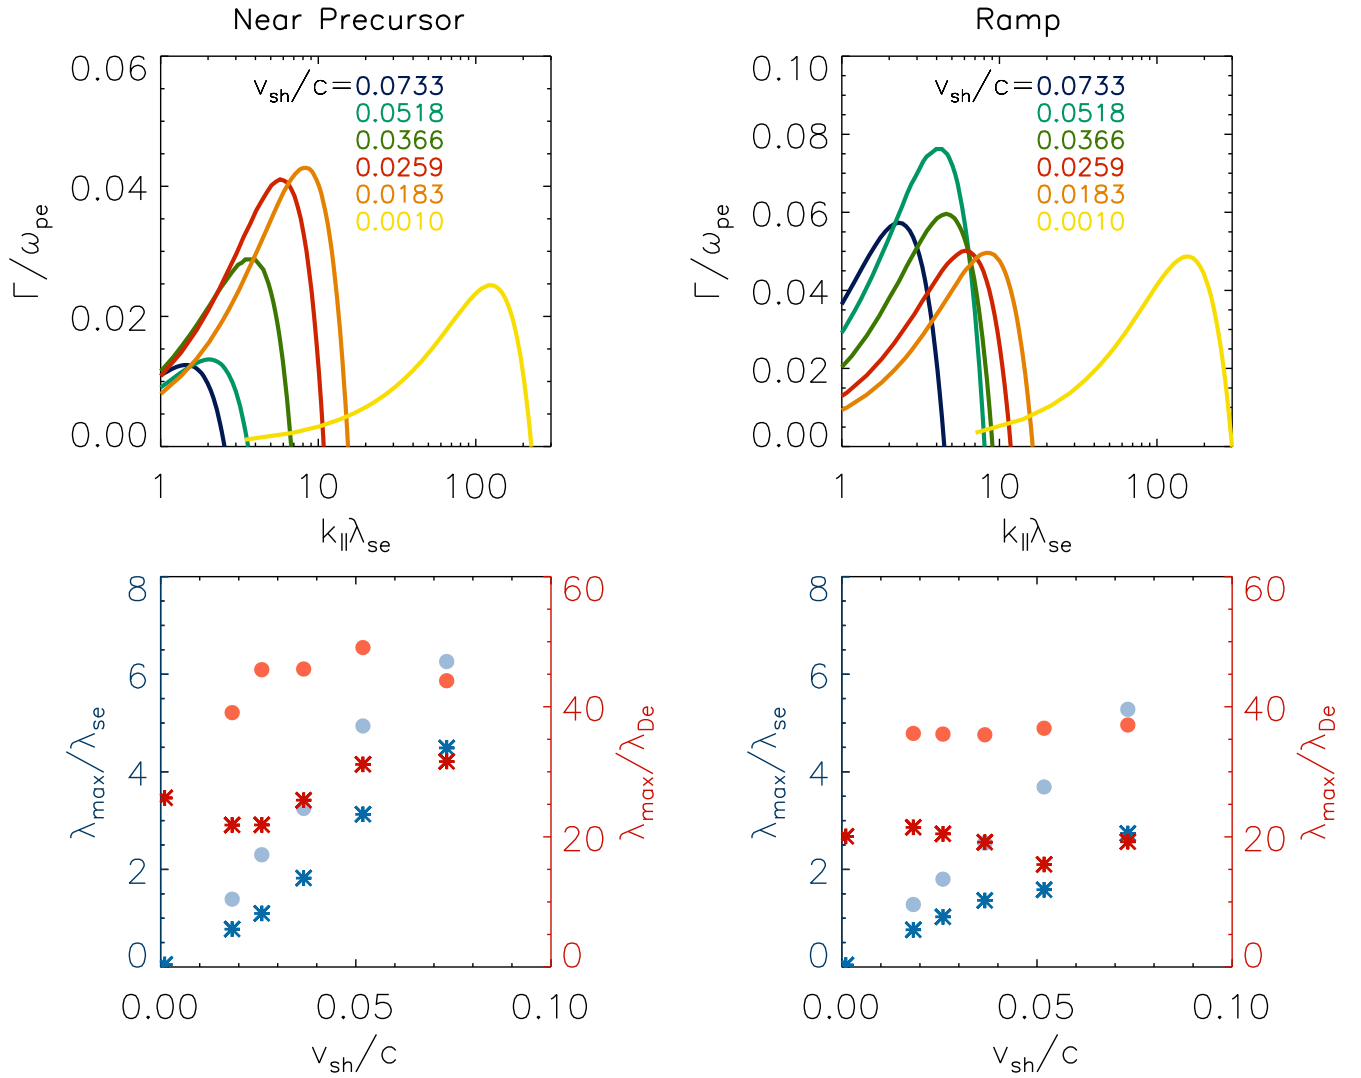 Near Precursor
0.06
0.04
0.02
0.00
Γ/ω_pe
v_sh/c=0.0733
0.0518
0.0366
0.0259
0.0183
0.0010
1 10 100
k_||λ_se
Ramp
0.10
0.08
0.06
0.04
0.02
0.00
Γ/ω_pe
v_sh/c=0.0733
0.0518
0.0366
0.0259
0.0183
0.0010
1 10 100
k_||λ_se
8
6
4
2
0
λ_max/λ_se
60
40
20
0
λ_max/λ_De
0.00 0.05 0.10
v_sh/c
8
6
4
2
0
λ_max/λ_se
60
40
20
0
λ_max/λ_De
0.00 0.05 0.10
v_sh/c